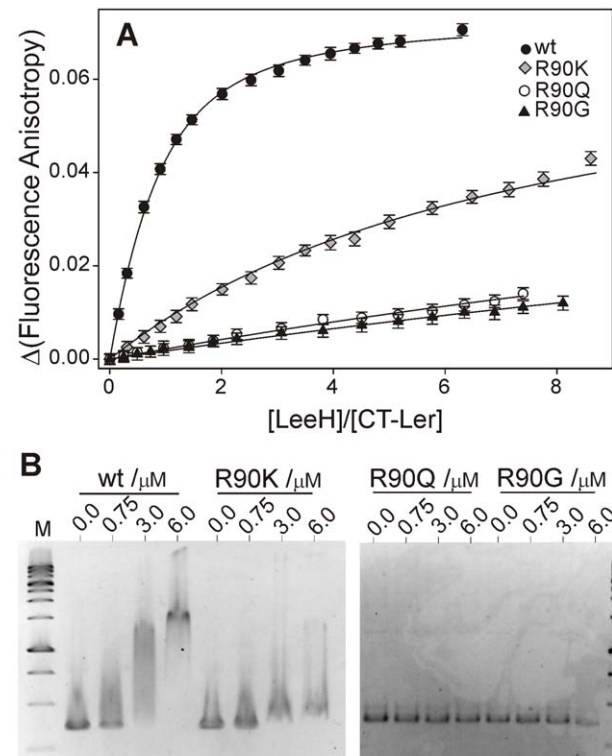 A
wt
R90K
R90Q
R90G
Δ(Fluorescence Anisotropy)
0.06
0.04
0.02
0.00
0 2 4 6 8
[LeeH]/[CT-Ler]
B
wt /μM R90K /μM R90Q /μM R90G /μM
M 0.0 0.75 3.0 6.0 0.0 0.75 3.0 6.0 0.0 0.75 3.0 6.0 0.0 0.75 3.0 6.0